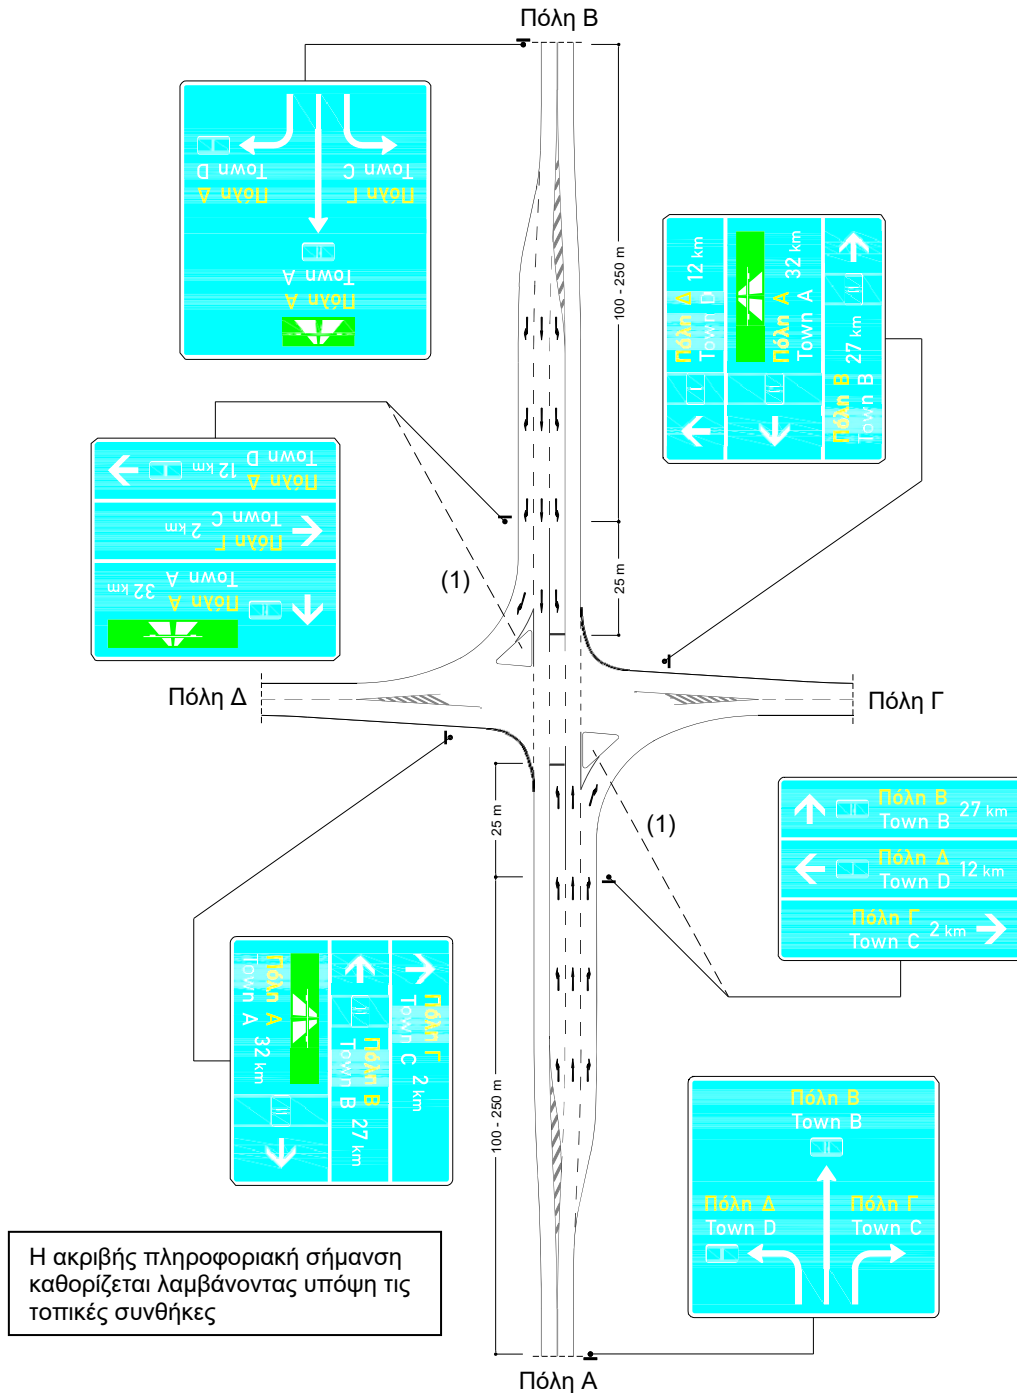 Πόλη Β
Πόλη Δ
Town D
Πόλη Γ
Town C
Πόλη Α
Town A
100 - 250 m
Πόλη Δ
Town D
12 km
Πόλη Α
Town A
32 km
Πόλη Β
Town B
27 km
Πόλη Δ
Town D
12 km
Πόλη Γ
Town C
2 km
Πόλη Α
Town A
32 km
(1)
25 m
Πόλη Δ
Πόλη Γ
25 m
(1)
Πόλη Β
Town B
27 km
Πόλη Δ
Town D
12 km
Πόλη Γ
Town C
2 km
Πόλη Γ
Town C
2 km
Πόλη Β
Town B
27 km
Πόλη Α
Town A
32 km
100 - 250 m
Πόλη Β
Town B
Πόλη Δ
Town D
Πόλη Γ
Town C
Η ακριβής πληροφοριακή σήμανση
καθορίζεται λαμβάνοντας υπόψη τις
τοπικές συνθήκες
Πόλη Α